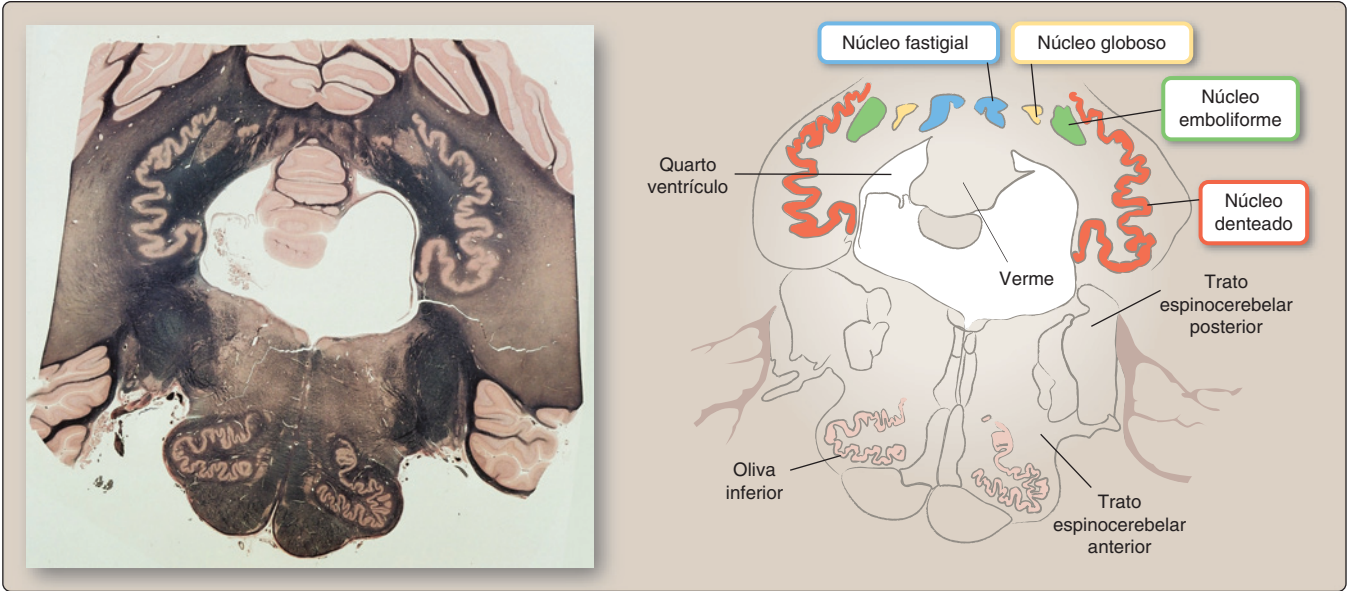 Núcleo fastigial
Núcleo globoso
Núcleo
emboliforme
Quarto
ventrículo
Núcleo
denteado
Verme
Trato
espinocerebelar
posterior
Oliva
inferior
Trato
espinocerebelar
anterior